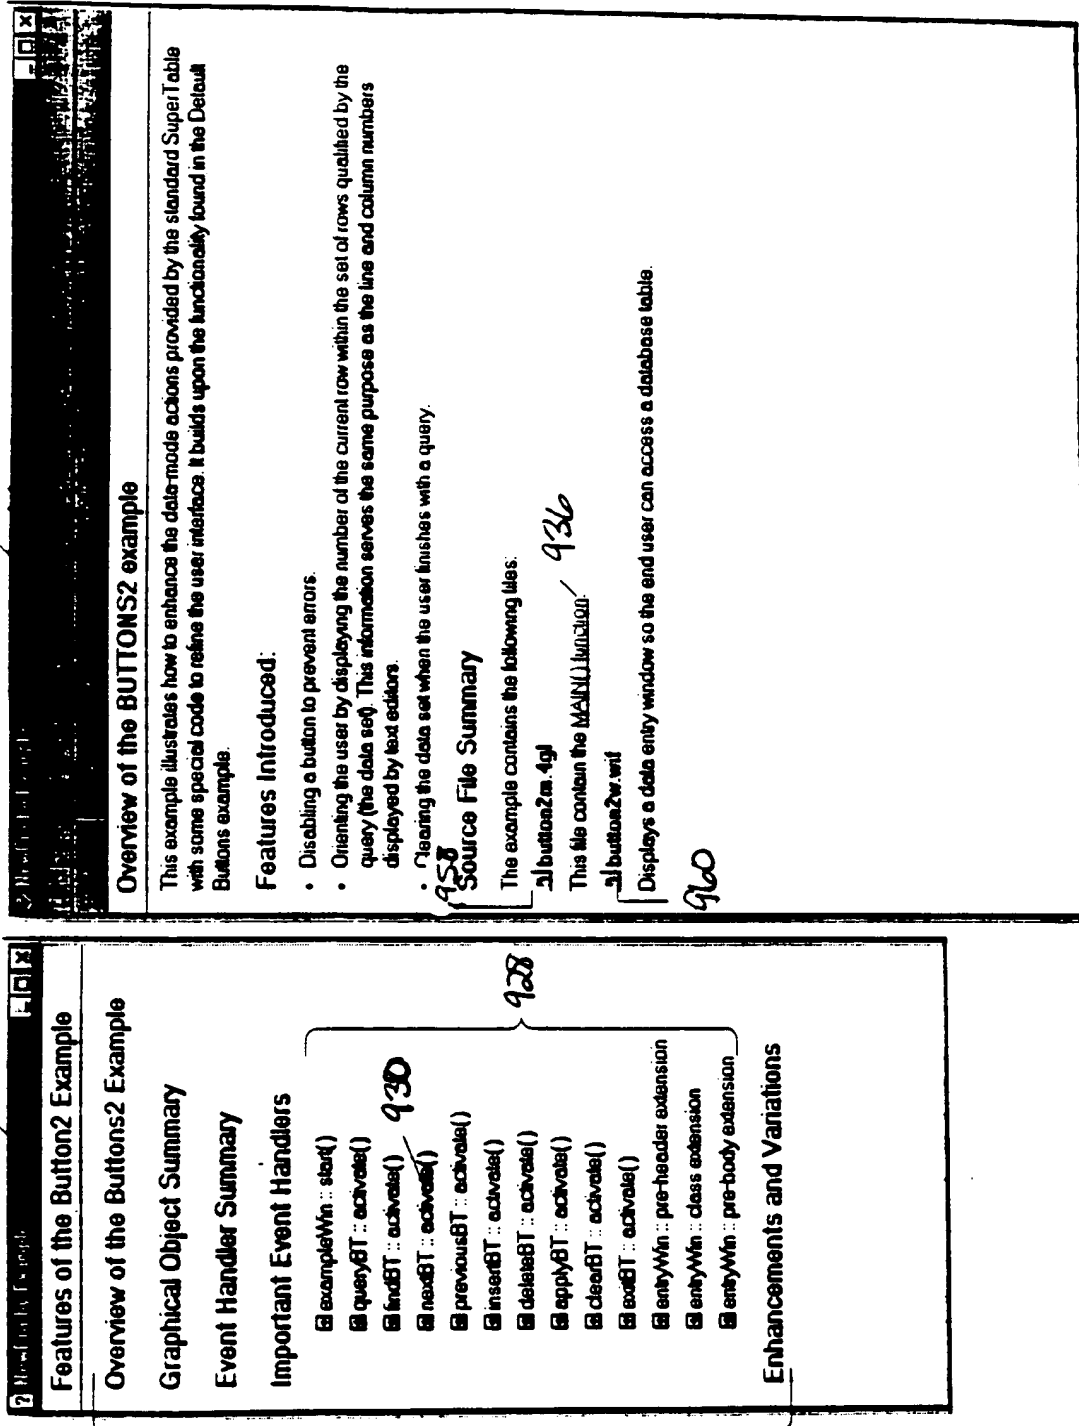 Features of the Button2 Example
Overview of the Buttons2 Example
Graphical Object Summary
Event Handler Summary
Important Event Handlers
exampleWin :: start()
queryBT :: activate()
findBT :: activate()
930
nextBT :: activate()
previousBT :: activate()
insertBT :: activate()
928
deleteBT :: activate()
applyBT :: activate()
clearBT :: activate()
exitBT :: activate()
entryWin :: pre-header extension
entryWin :: class extension
entryWin :: pre-body extension
Enhancements and Variations
Overview of the BUTTONS2 example
This example illustrates how to enhance the data-mode actions provided by the standard SuperTable
with some special code to refine the user interface. It builds upon the functionality found in the Default
Buttons example.
Features Introduced:
• Disabling a button to prevent errors.
• Orienting the user by displaying the number of the current row within the set of rows qualified by the
query (the data set). This information serves the same purpose as the line and column numbers
displayed by text editors.
• Clearing the data set when the user finishes with a query.
958
Source File Summary
The example contains the following files:
button2m.4gl
936
This file contain the MAIN() function.
button2w.wif
Displays a data entry window so the end user can access a database table.
960